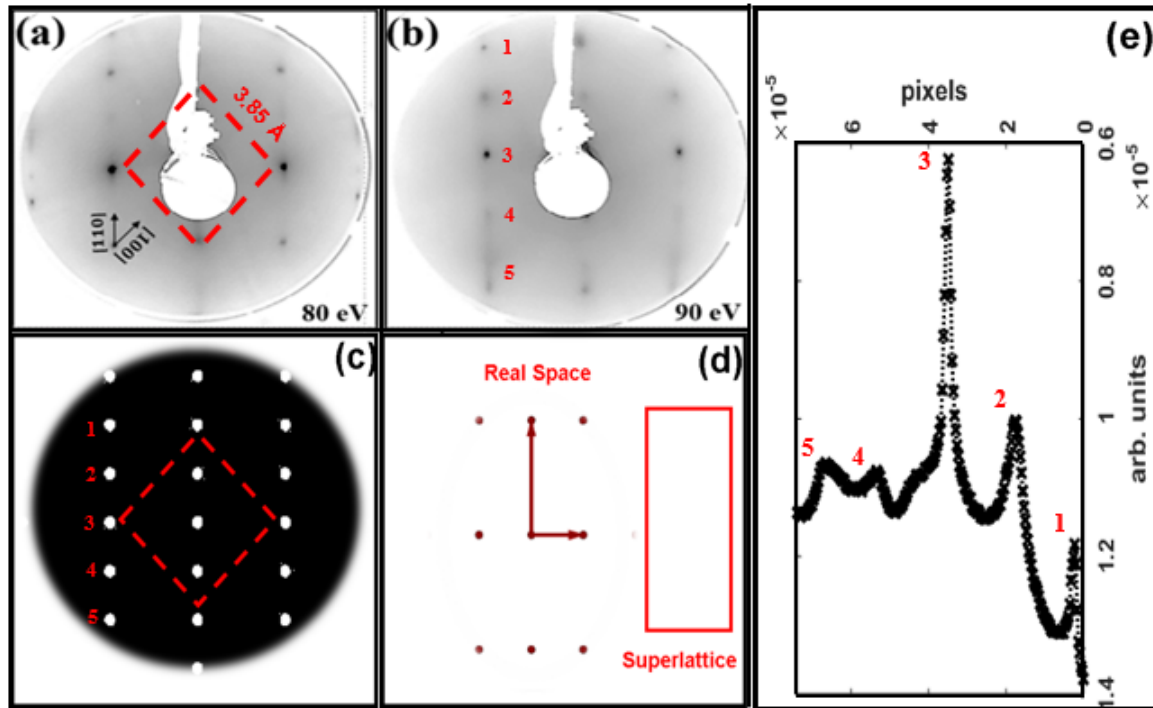 (a)
3.85 Å
|110|
|001|
80 eV
(b)
1
2
3
4
5
90 eV
(c)
1
2
3
4
5
(d)
Real Space
Superlattice
(e)
pixels
× 10⁻⁵
6
4
2
0
0.6
0.8
1
1.2
1.4
× 10⁻⁵
arb. units
3
2
5
4
1